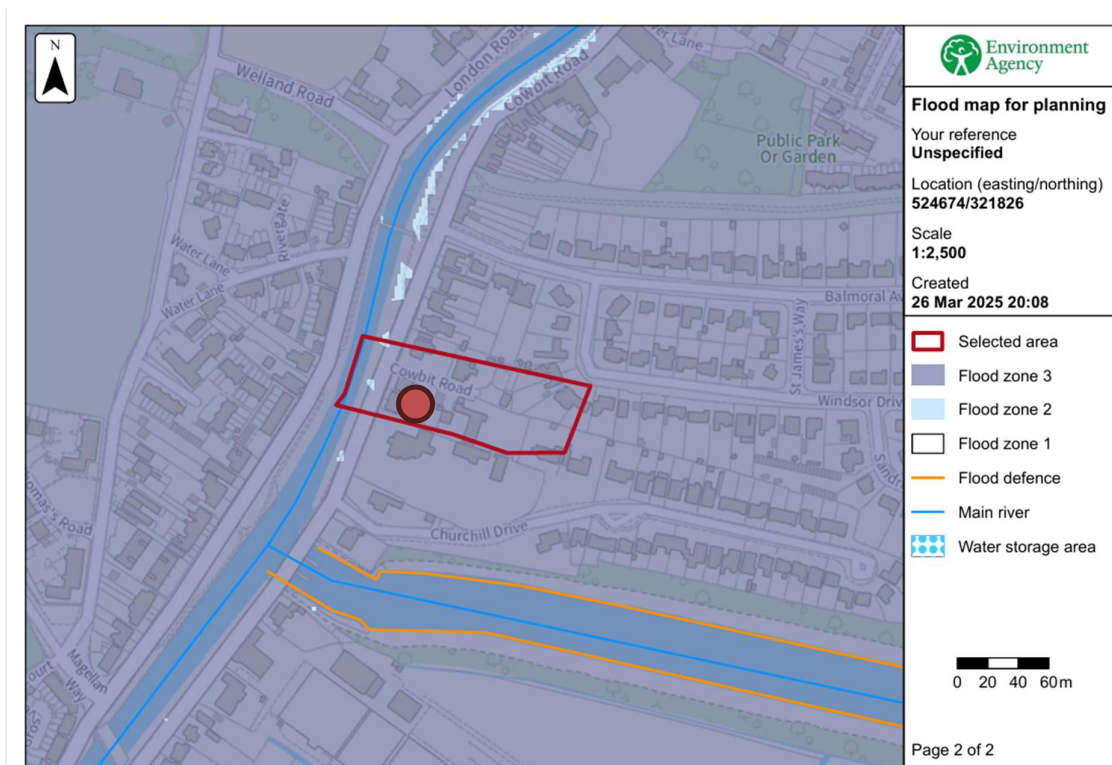 N
Welland Road
London Road
Cowbit Road
Public Park
Or Garden
Rivergate
Water Lane
Water Lane
Balmoral Av
St James's Way
Cowbit Road
Windsor Driv
Sandr
omas's Road
Churchill Drive
Magellan
Way
ourt
Environment
Agency
Flood map for planning
Your reference
Unspecified
Location (easting/northing)
524674/321826
Scale
1:2,500
Created
26 Mar 2025 20:08
Selected area
Flood zone 3
Flood zone 2
Flood zone 1
Flood defence
Main river
Water storage area
0 20 40 60m
Page 2 of 2